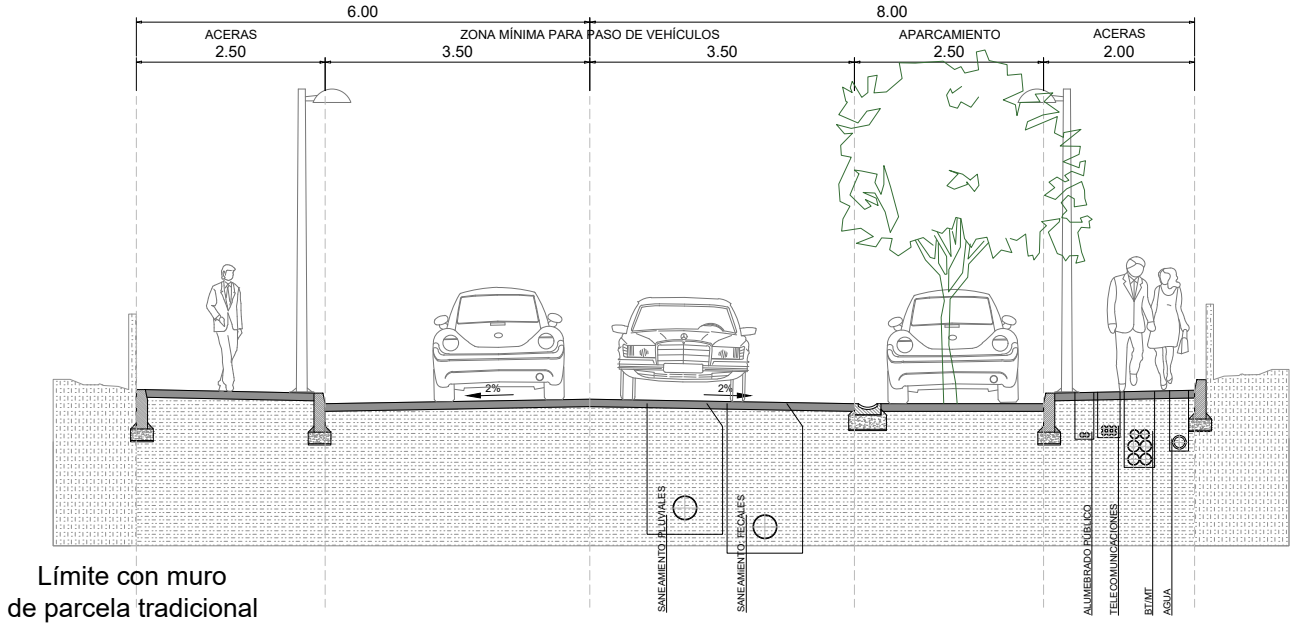 6.00
8.00
ACERAS
ZONA MÍNIMA PARA PASO DE VEHÍCULOS
APARCAMIENTO
ACERAS
2.50
3.50
3.50
2.50
2.00
2%
2%
SANEAMIENTO: PLUVIALES
SANEAMIENTO: FECALES
ALUMEBRADO PÚBLICO
TELECOMUNICACIONES
BT/MT
AGUA
Límite con muro
de parcela tradicional